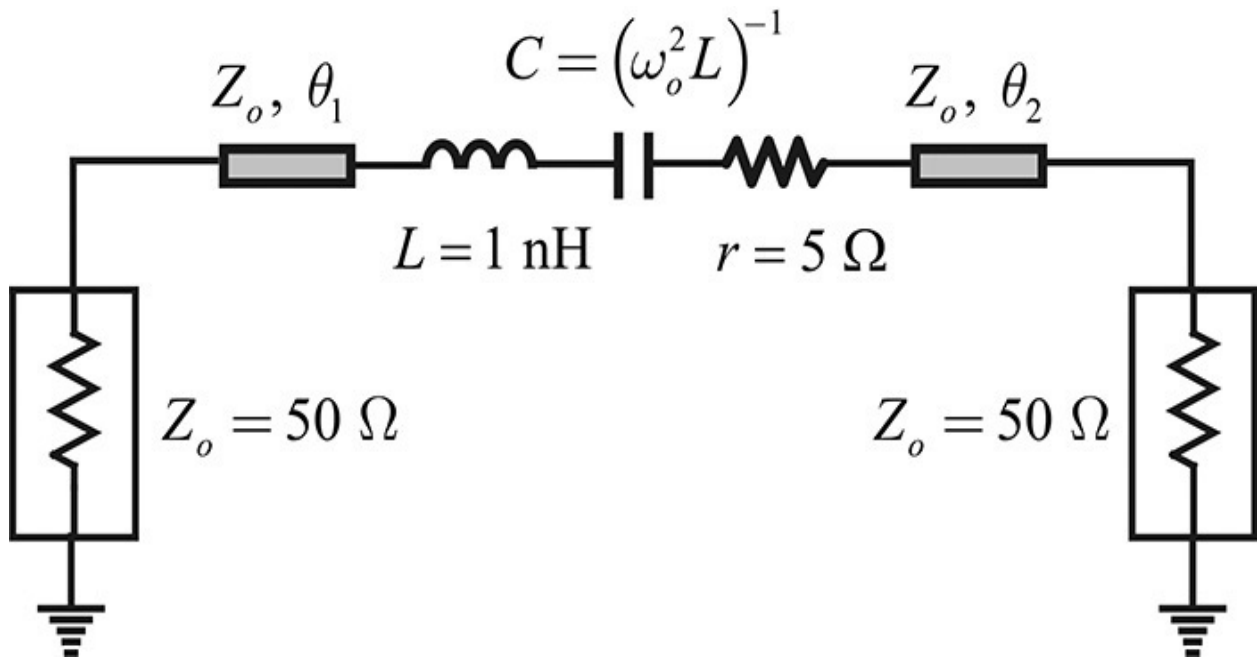 C = (ω_o^2 L)^{-1}
Z_o, θ_1
Z_o, θ_2
L = 1 nH
r = 5 Ω
Z_o = 50 Ω
Z_o = 50 Ω